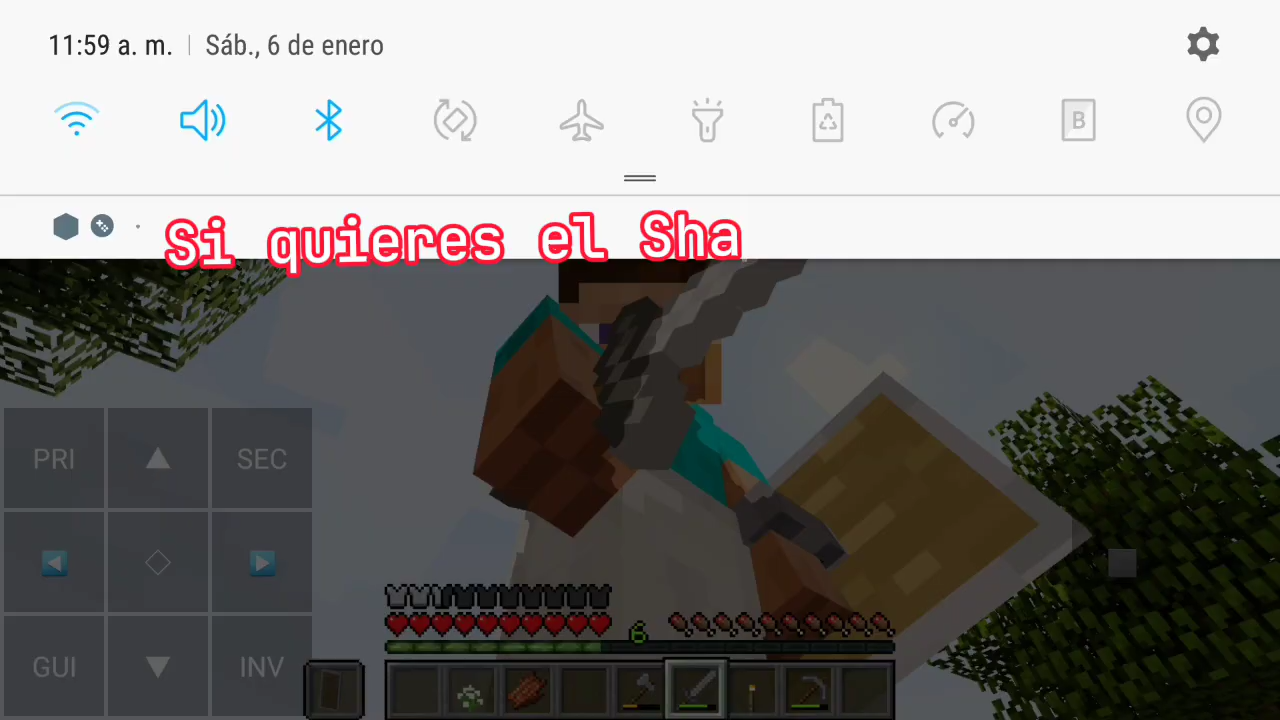 11:59 a. m. | Sáb., 6 de enero
B
Si quieres el Sha
PRI
SEC
GUI
INV
6